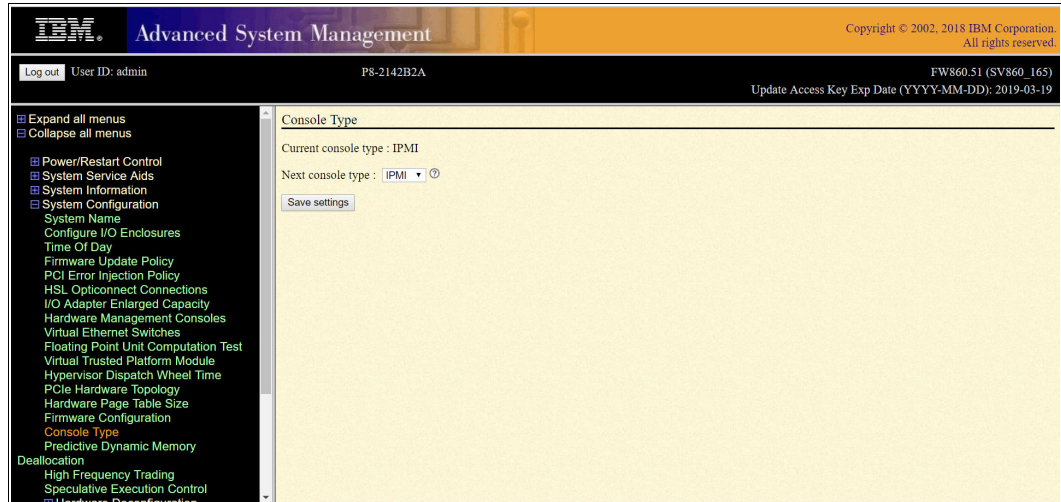 IBM.
Advanced System Management
Copyright © 2002, 2018 IBM Corporation.
All rights reserved.
Log out User ID: admin
P8-2142B2A
FW860.51 (SV860_165)
Update Access Key Exp Date (YYYY-MM-DD): 2019-03-19
Expand all menus
Collapse all menus
Power/Restart Control
System Service Aids
System Information
System Configuration
System Name
Configure I/O Enclosures
Time Of Day
Firmware Update Policy
PCI Error Injection Policy
HSL Opticonnect Connections
I/O Adapter Enlarged Capacity
Hardware Management Consoles
Virtual Ethernet Switches
Floating Point Unit Computation Test
Virtual Trusted Platform Module
Hypervisor Dispatch Wheel Time
PCIe Hardware Topology
Hardware Page Table Size
Firmware Configuration
Console Type
Predictive Dynamic Memory
Deallocation
High Frequency Trading
Speculative Execution Control
Hardware Deconfiguration
Console Type
Current console type : IPMI
Next console type : IPMI
Save settings